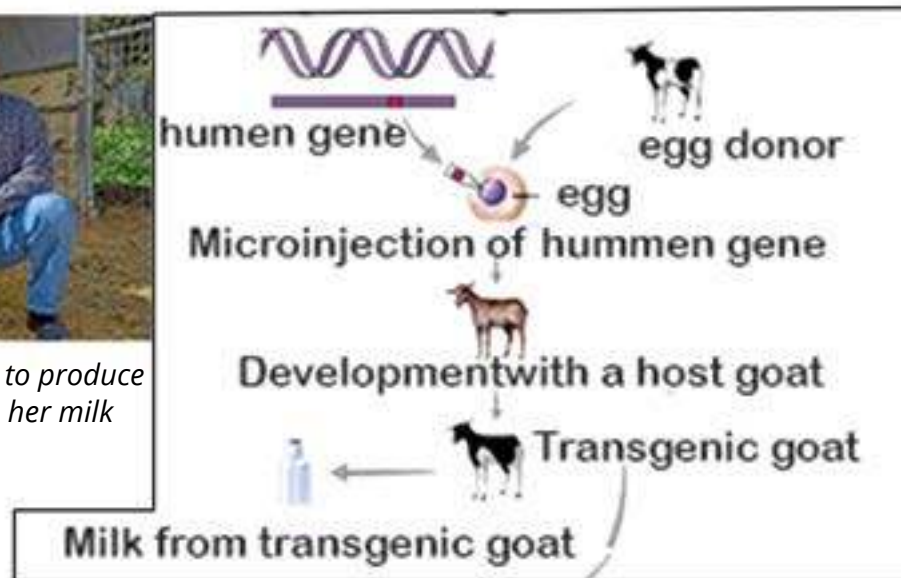 humen gene
egg donor
egg
Microinjection of hummen gene
Developmentwith a host goat
Transgenic goat
Milk from transgenic goat
to produce
her milk